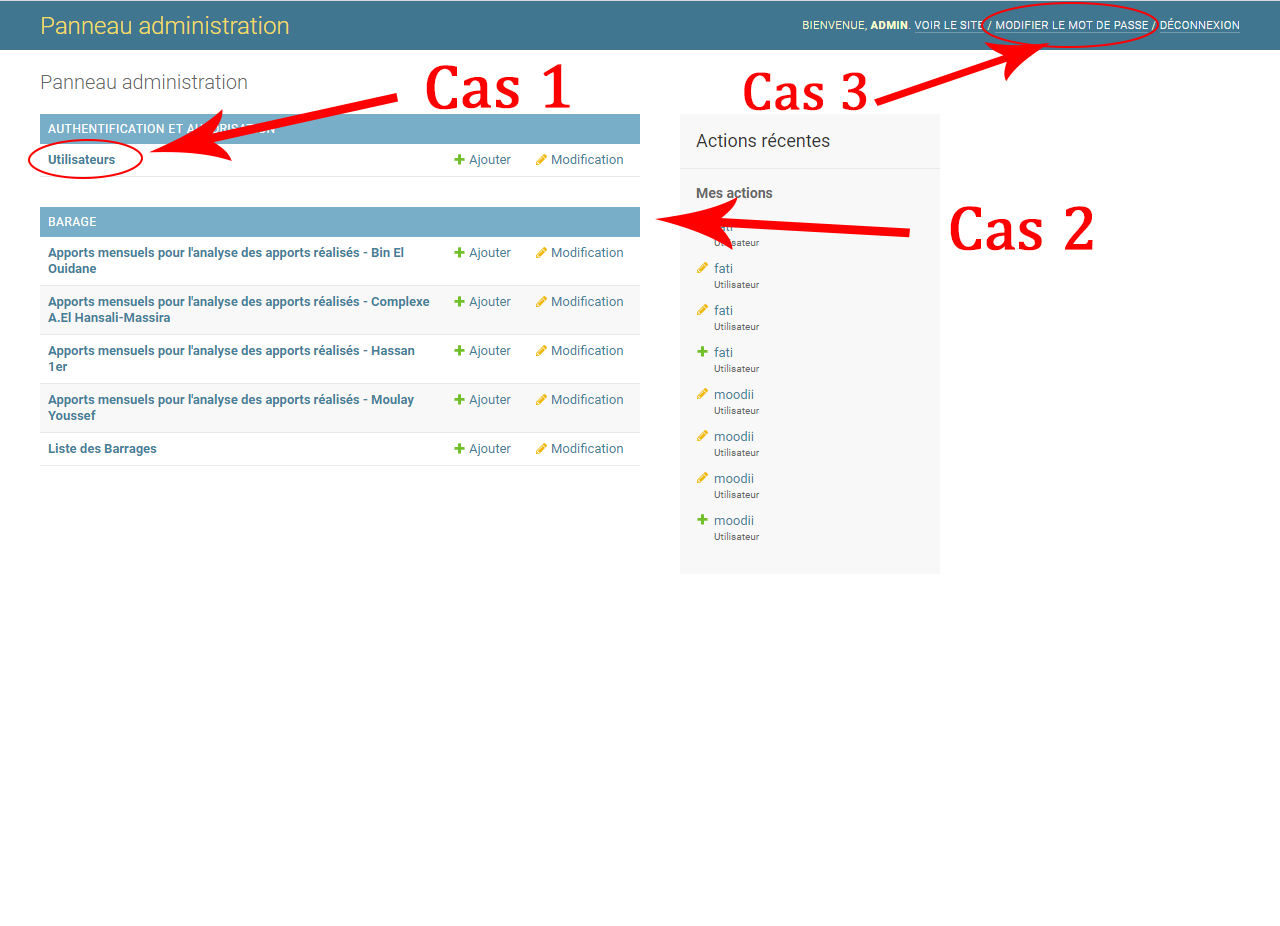 Panneau administration
BIENVENUE, ADMIN. VOIR LE SITE / MODIFIER LE MOT DE PASSE / DÉCONNEXION
Panneau administration
Cas 1
Cas 3
AUTHENTIFICATION ET AUTORISATION
Utilisateurs Ajouter Modification
BARAGE
Apports mensuels pour l'analyse des apports réalisés - Bin El
Ouidane
Ajouter Modification
Apports mensuels pour l'analyse des apports réalisés - Complexe
A.El Hansali-Massira
Ajouter Modification
Apports mensuels pour l'analyse des apports réalisés - Hassan
1er
Ajouter Modification
Apports mensuels pour l'analyse des apports réalisés - Moulay
Youssef
Ajouter Modification
Liste des Barrages Ajouter Modification
Actions récentes
Mes actions
Cas 2
fati
Utilisateur
fati
Utilisateur
fati
Utilisateur
fati
Utilisateur
moodii
Utilisateur
moodii
Utilisateur
moodii
Utilisateur
moodii
Utilisateur